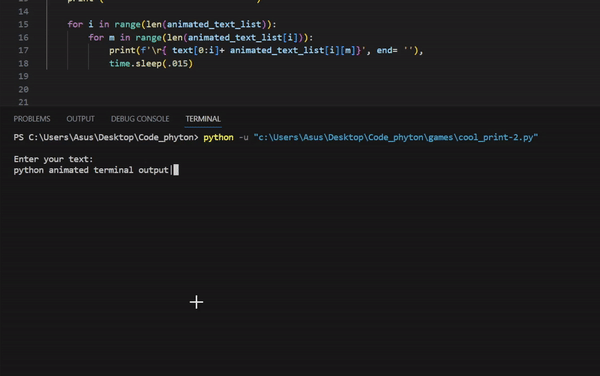 14
15 for i in range(len(animated_text_list)):
16 for m in range(len(animated_text_list[i])):
17 print(f'\r{ text[0:i]+ animated_text_list[i][m]}', end= ''),
18 time.sleep(.015)
19
20
21
PROBLEMS OUTPUT DEBUG CONSOLE TERMINAL
PS C:\Users\Asus\Desktop\Code_phyton> python -u "c:\Users\Asus\Desktop\Code_phyton\games\cool_print-2.py"
Enter your text:
python animated terminal output|